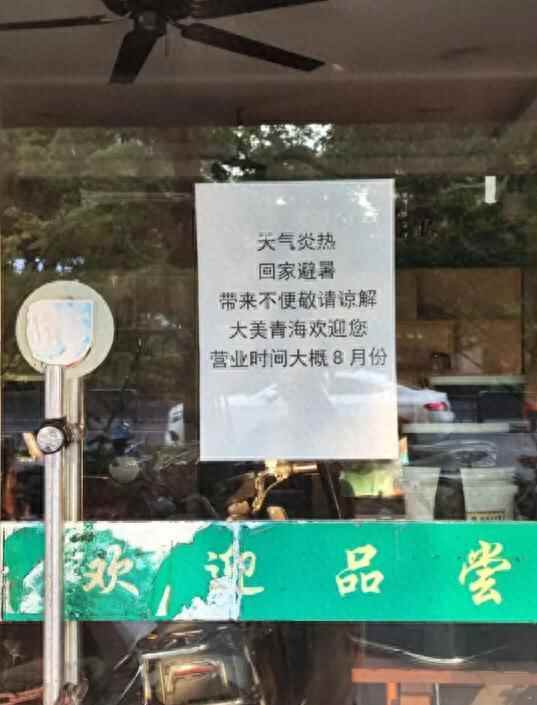 天气炎热
回家避暑
带来不便敬请谅解
大美青海欢迎您
营业时间大概8月份
欢迎品尝